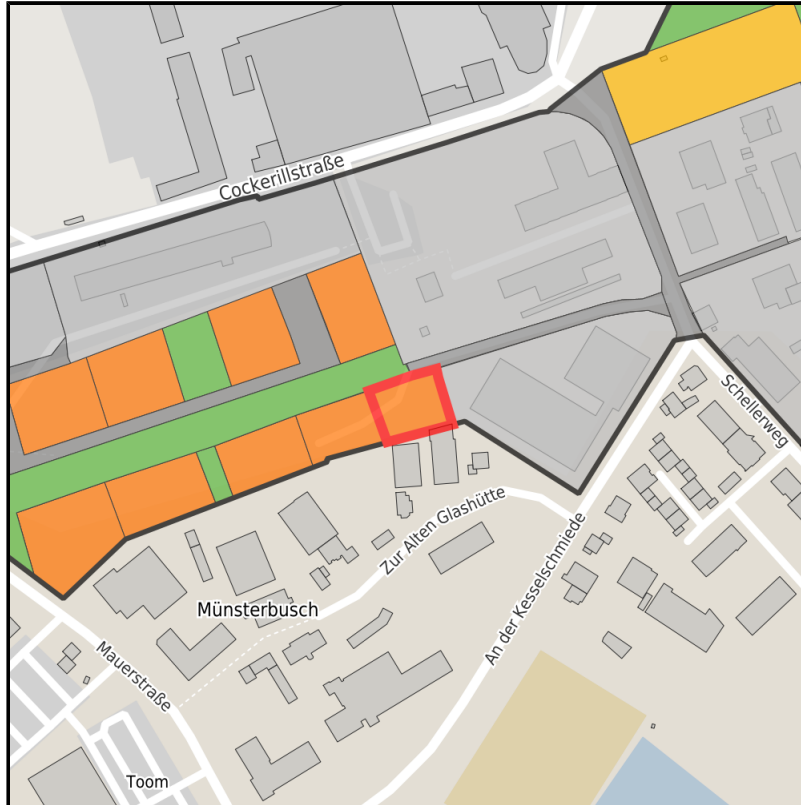 Cockerillstraße
Schellerweg
Zur Alten Glashütte
An der Kesselschmiede
Münsterbusch
Mauerstraße
Toom